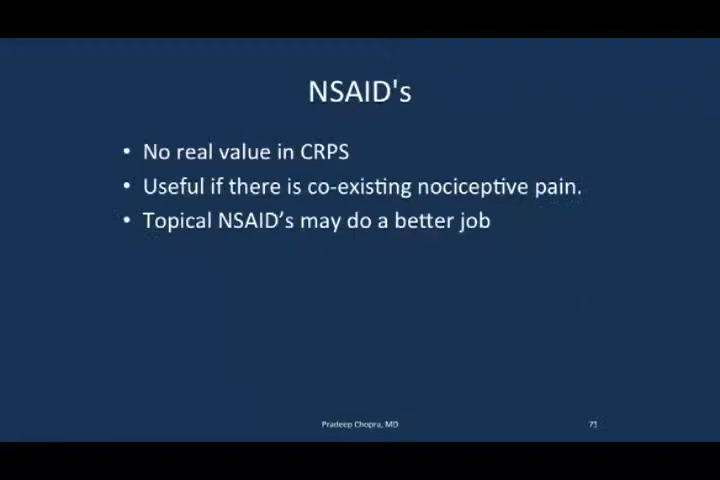 NSAID's
• No real value in CRPS
• Useful if there is co-existing nociceptive pain.
• Topical NSAID’s may do a better job
Pradeep Chopra, MD
71